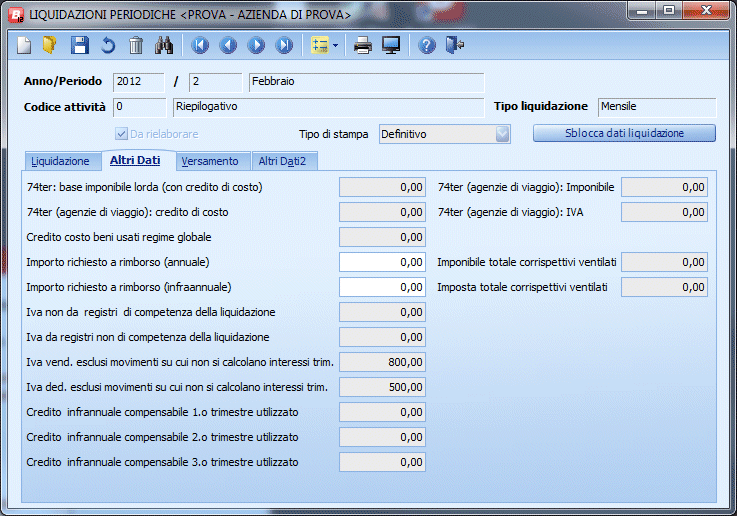 LIQUIDAZIONI PERIODICHE <PROVA - AZIENDA DI PROVA>
Anno/Periodo 2012 / 2 Febbraio
Codice attività 0 Riepilogativo Tipo liquidazione Mensile
Da rielaborare Tipo di stampa Definitivo Sblocca dati liquidazione
Liquidazione Altri Dati Versamento Altri Dati2
74ter: base imponibile lorda (con credito di costo) 0,00 74ter (agenzie di viaggio): Imponibile 0,00
74ter (agenzie di viaggio): credito di costo 0,00 74ter (agenzie di viaggio): IVA 0,00
Credito costo beni usati regime globale 0,00
Importo richiesto a rimborso (annuale) 0,00 Imponibile totale corrispettivi ventilati 0,00
Importo richiesto a rimborso (infraannuale) 0,00 Imposta totale corrispettivi ventilati 0,00
Iva non da registri di competenza della liquidazione 0,00
Iva da registri non di competenza della liquidazione 0,00
Iva vend. esclusi movimenti su cui non si calcolano interessi trim. 800,00
Iva ded. esclusi movimenti su cui non si calcolano interessi trim. 500,00
Credito infrannuale compensabile 1.o trimestre utilizzato 0,00
Credito infrannuale compensabile 2.o trimestre utilizzato 0,00
Credito infrannuale compensabile 3.o trimestre utilizzato 0,00